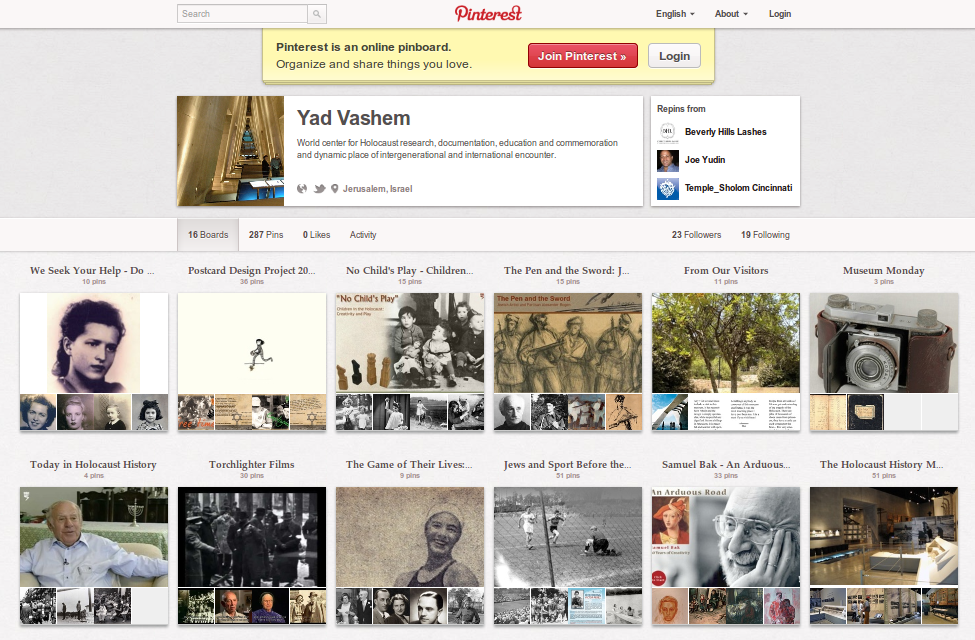 Search
Pinterest
English
About
Login
Pinterest is an online pinboard.
Organize and share things you love.
Join Pinterest »
Login
Yad Vashem
World center for Holocaust research, documentation, education and commemoration
and dynamic place of intergenerational and international encounter.
Jerusalem, Israel
Repins from
Beverly Hills Lashes
Joe Yudin
Temple_Sholom Cincinnati
16 Boards
287 Pins
0 Likes
Activity
23 Followers
19 Following
We Seek Your Help - Do ...
10 pins
Postcard Design Project 20...
36 pins
No Child's Play - Children...
15 pins
The Pen and the Sword: J...
15 pins
From Our Visitors
11 pins
Museum Monday
3 pins
"No Child's Play"
Children in the Holocaust:
Creativity and Play
The Pen and the Sword
Today in Holocaust History
4 pins
Torchlighter Films
30 pins
The Game of Their Lives:...
9 pins
Jews and Sport Before the...
51 pins
Samuel Bak - An Arduous...
33 pins
The Holocaust History M...
51 pins
An Arduous Road
Samuel Bak